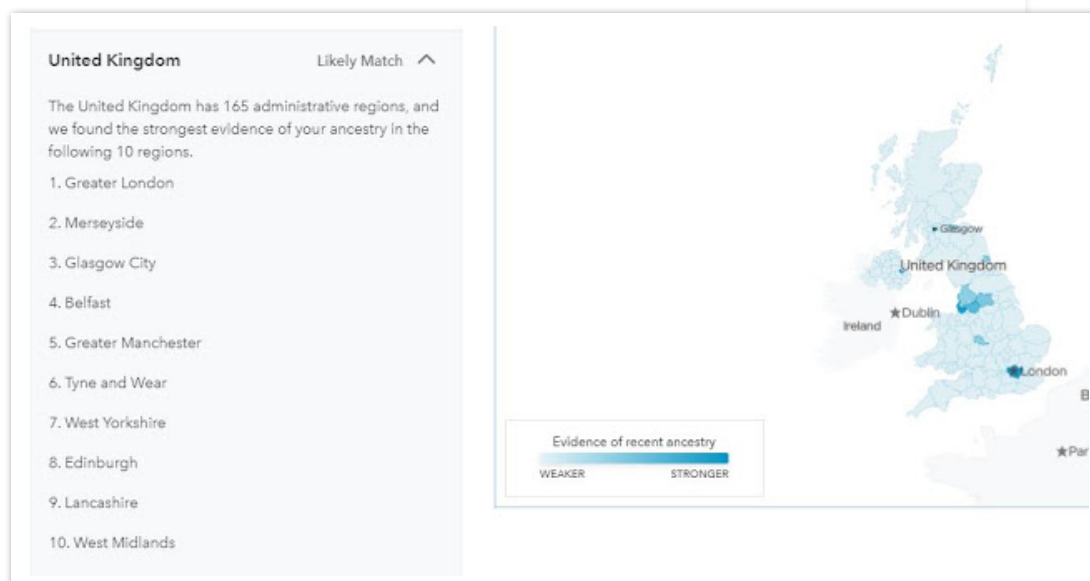 United Kingdom Likely Match
The United Kingdom has 165 administrative regions, and
we found the strongest evidence of your ancestry in the
following 10 regions.
1. Greater London
2. Merseyside
3. Glasgow City
4. Belfast
5. Greater Manchester
6. Tyne and Wear
7. West Yorkshire
8. Edinburgh
9. Lancashire
10. West Midlands
Glasgow
United Kingdom
Dublin
Ireland
London
B
Par
Evidence of recent ancestry
WEAKER STRONGER